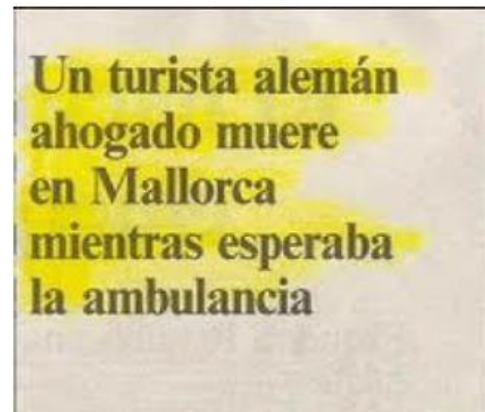 Un turista alemán
ahogado muere
en Mallorca
mientras esperaba
la ambulancia